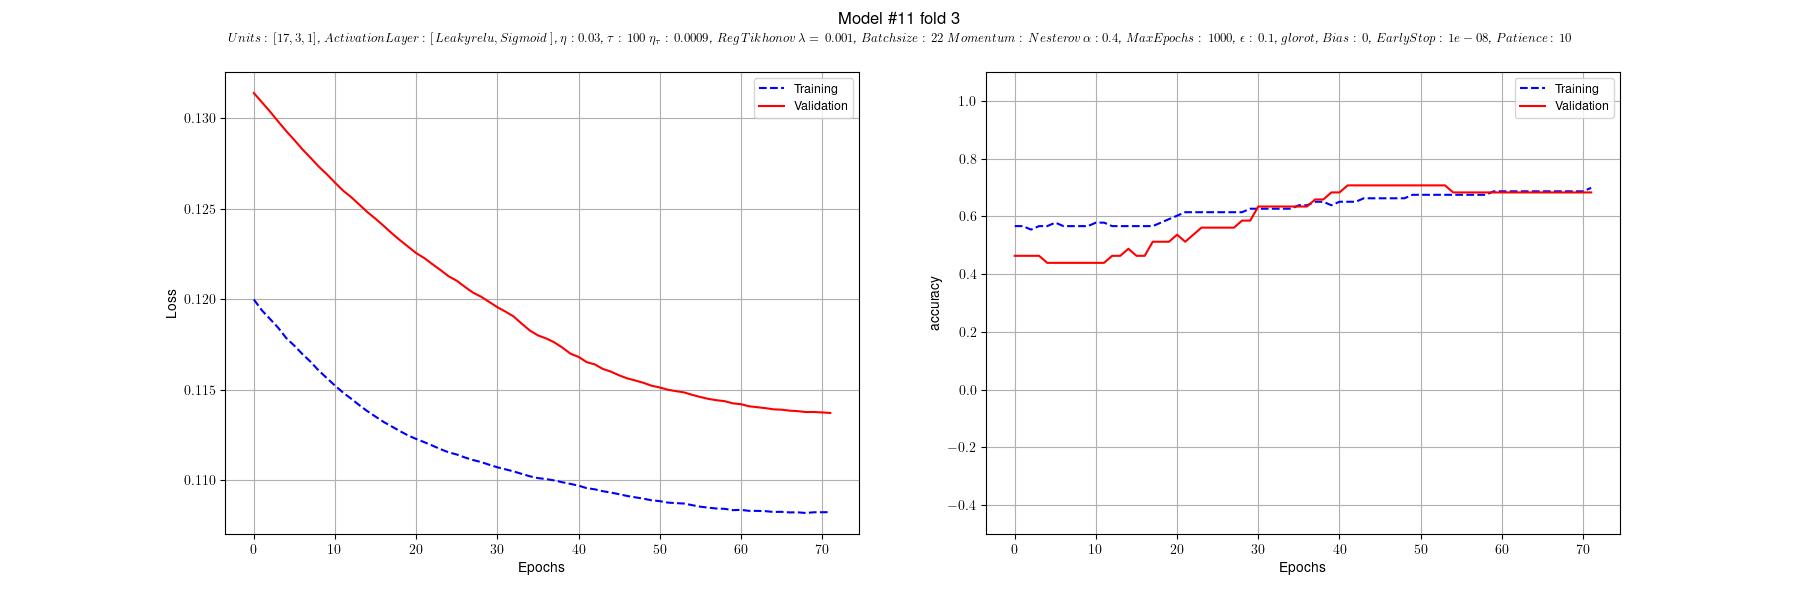 Model #11 fold 3
Units : [17, 3, 1], ActivationLayer : [Leakyrelu, Sigmoid ], η : 0.03, τ : 100 ητ : 0.0009, RegTikhonov λ = 0.001, Batchsize : 22 Momentum : Nesterov α : 0.4, MaxEpochs : 1000, ϵ : 0.1, glorot, Bias : 0, EarlyStop : 1e − 08, Patience : 10
Training
Validation
0.130
0.125
0.120
0.115
0.110
Loss
0 10 20 30 40 50 60 70
Epochs
Training
Validation
1.0
0.8
0.6
0.4
0.2
0.0
−0.2
−0.4
accuracy
0 10 20 30 40 50 60 70
Epochs